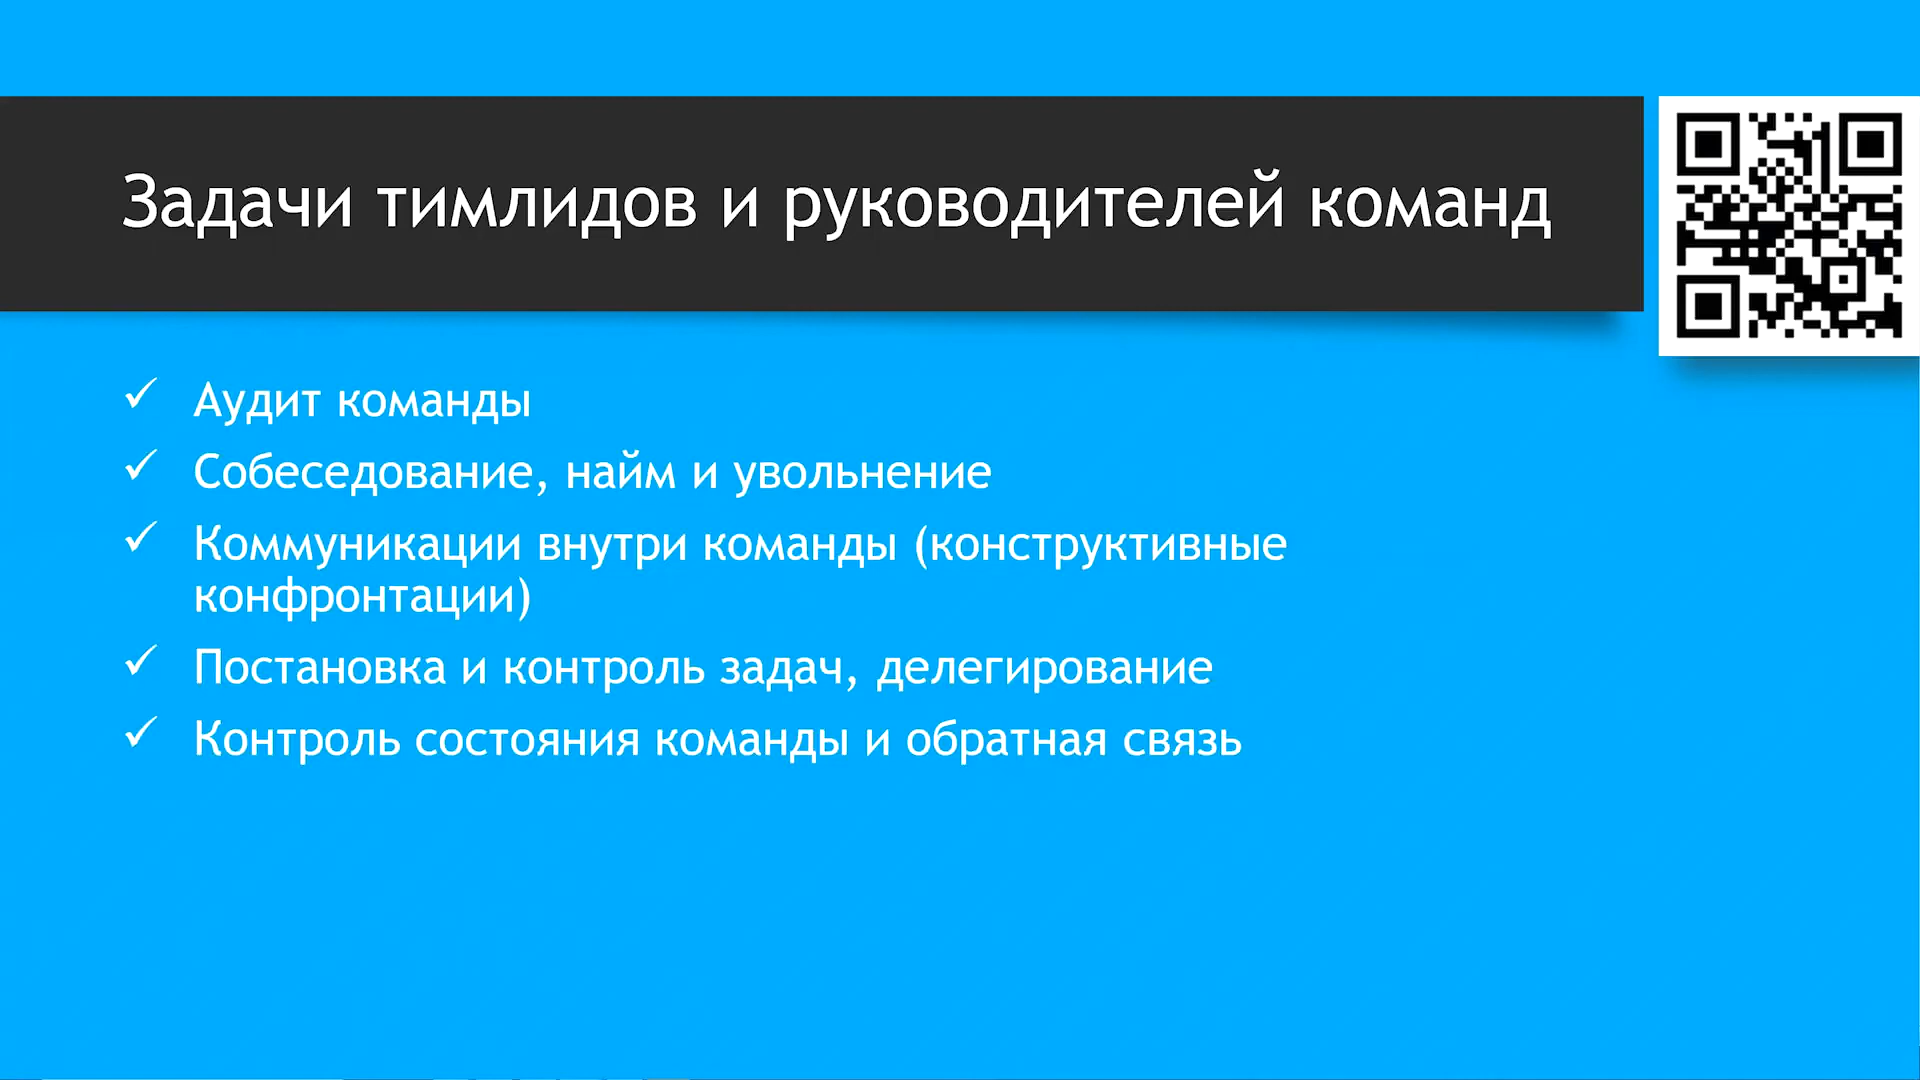 Задачи тимлидов и руководителей команд
Аудит команды
Собеседование, найм и увольнение
Коммуникации внутри команды (конструктивные
конфронтации)
Постановка и контроль задач, делегирование
Контроль состояния команды и обратная связь